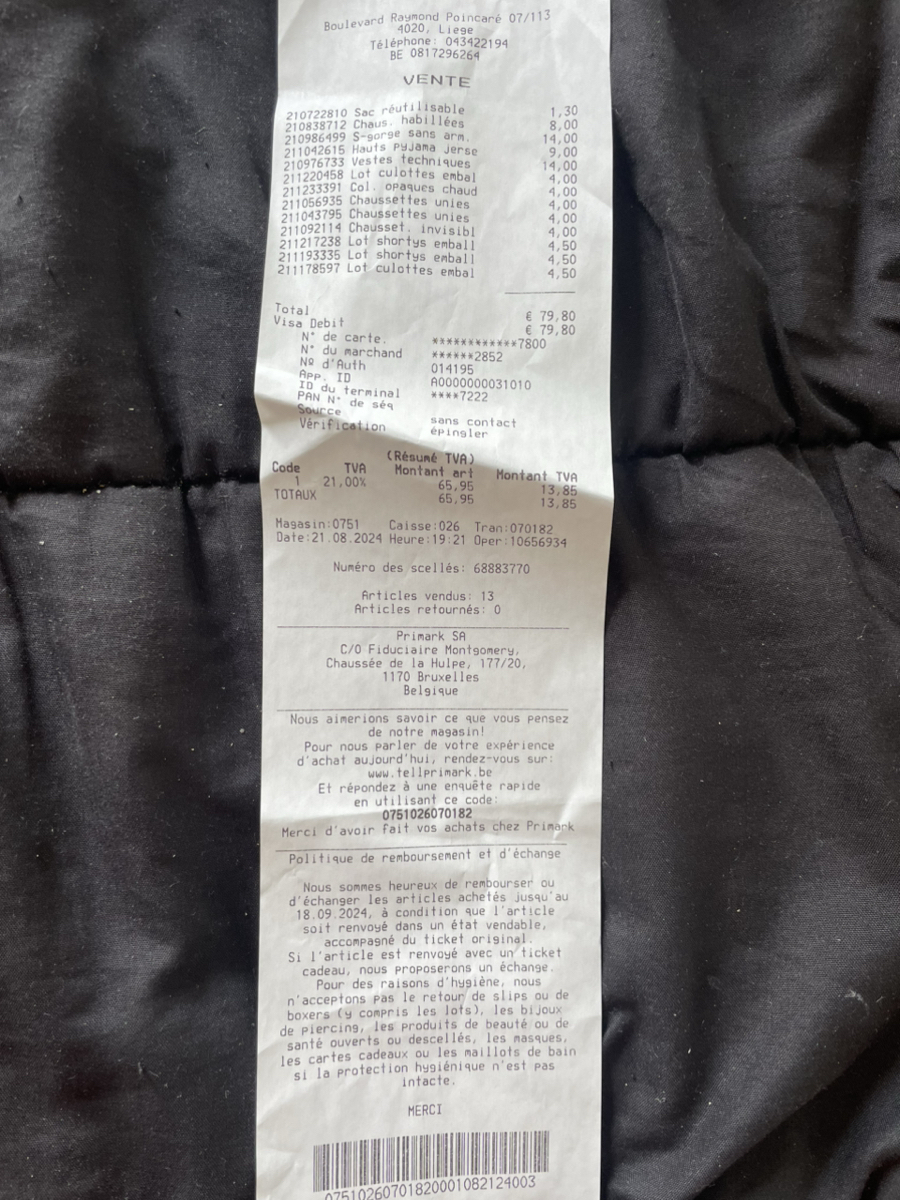 Boulevard Raymond Poincaré 07/113
4020, Liege
Téléphone: 043422194
BE 0817296264
VENTE
210722810 Sac réutilisable 1,30
210838712 Chaus. habillées 8,00
210986499 S-gorge sans arm. 14,00
211042615 Hauts pyjama Jerse 9,00
210976733 Vestes techniques 14,00
211220458 Lot culottes embal 4,00
211233391 Col. opaques chaud 4,00
211056935 Chaussettes unies 4,00
211043795 Chaussettes unies 4,00
211092114 Chausset. invisibl 4,00
211217238 Lot shortys emball 4,50
211193335 Lot shortys emball 4,50
211178597 Lot culottes embal 4,50
Total € 79,80
Visa Debit € 79,80
N° de carte. ************7800
N° du marchand ******2852
Nº d'Auth 014195
App. ID A0000000031010
ID du terminal ****7222
PAN N° de séq
Source sans contact
Vérification épingler
(Résumé TVA)
Code TVA Montant art Montant TVA
1 21,00% 65,95 13,85
TOTAUX 65,95 13,85
Magasin:0751 Caisse:026 Tran:070182
Date:21.08.2024 Heure:19:21 Oper:10656934
Numéro des scellés: 68883770
Articles vendus: 13
Articles retournés: 0
Primark SA
C/O Fiduciaire Montgomery,
Chaussée de la Hulpe, 177/20,
1170 Bruxelles
Belgique
Nous aimerions savoir ce que vous pensez
de notre magasin!
Pour nous parler de votre expérience
d'achat aujourd'hui, rendez-vous sur:
www.tellprimark.be
Et répondez à une enquête rapide
en utilisant ce code:
0751026070182
Merci d'avoir fait vos achats chez Primark
Politique de remboursement et d'échange
Nous sommes heureux de rembourser ou
d'échanger les articles achetés jusqu'au
18.09.2024, à condition que l'article
soit renvoyé dans un état vendable,
accompagné du ticket original.
Si l'article est renvoyé avec un ticket
cadeau, nous proposerons un échange.
Pour des raisons d'hygiène, nous
n'acceptons pas le retour de slips ou de
boxers (y compris les lots), les bijoux
de piercing, les produits de beauté ou de
santé ouverts ou descellés, les masques,
les cartes cadeaux ou les maillots de bain
si la protection hygiénique n'est pas
intacte.
MERCI
07510260701820001082124003